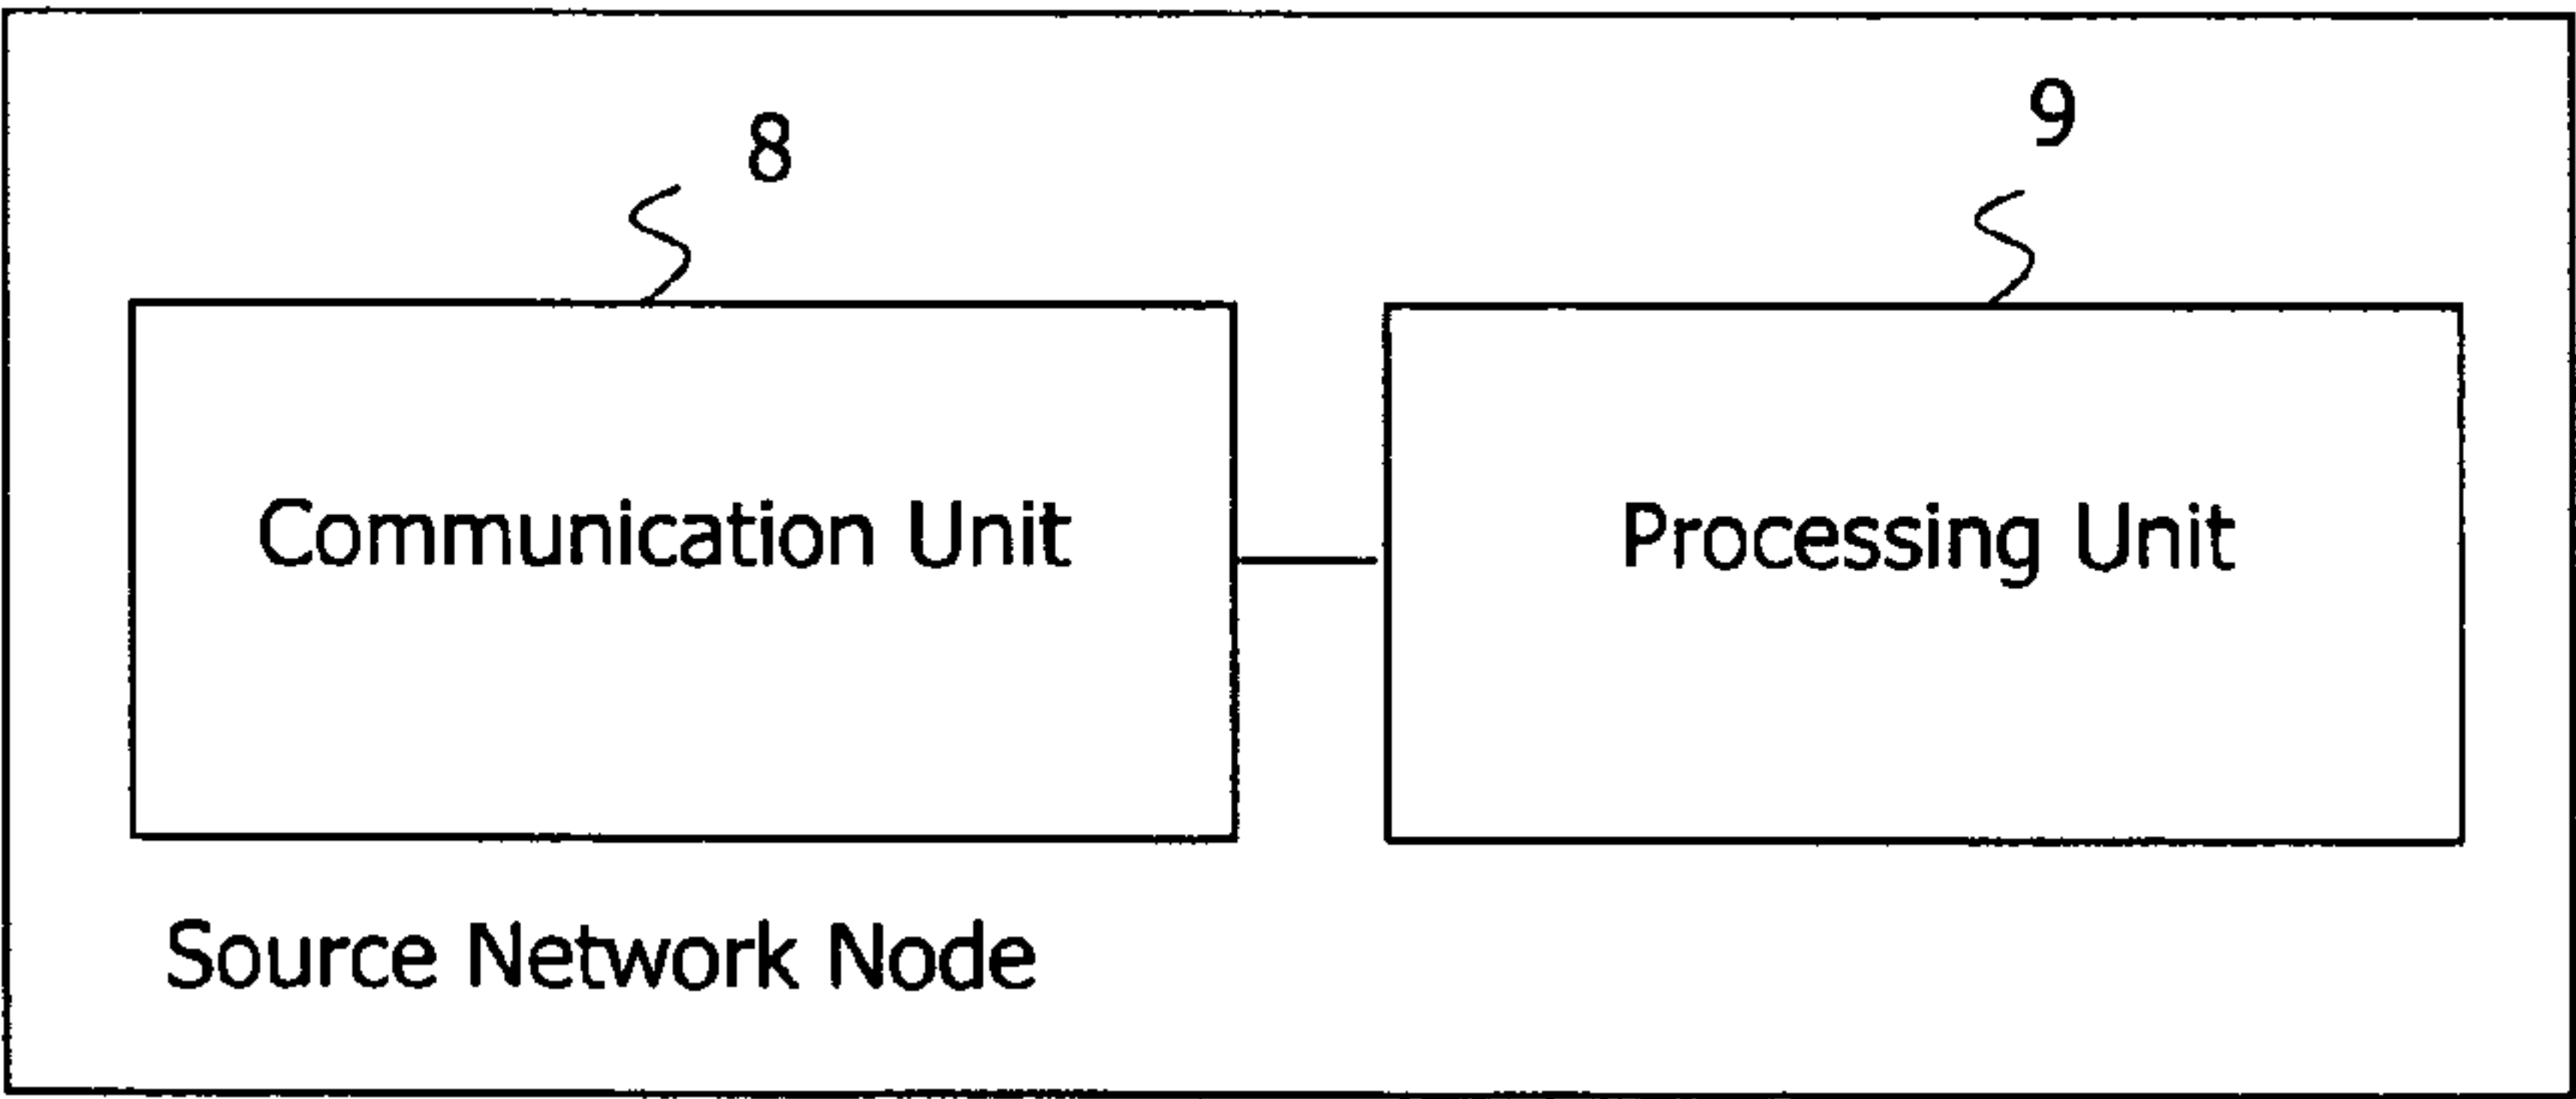 8
9
Communication Unit
Processing Unit
Source Network Node